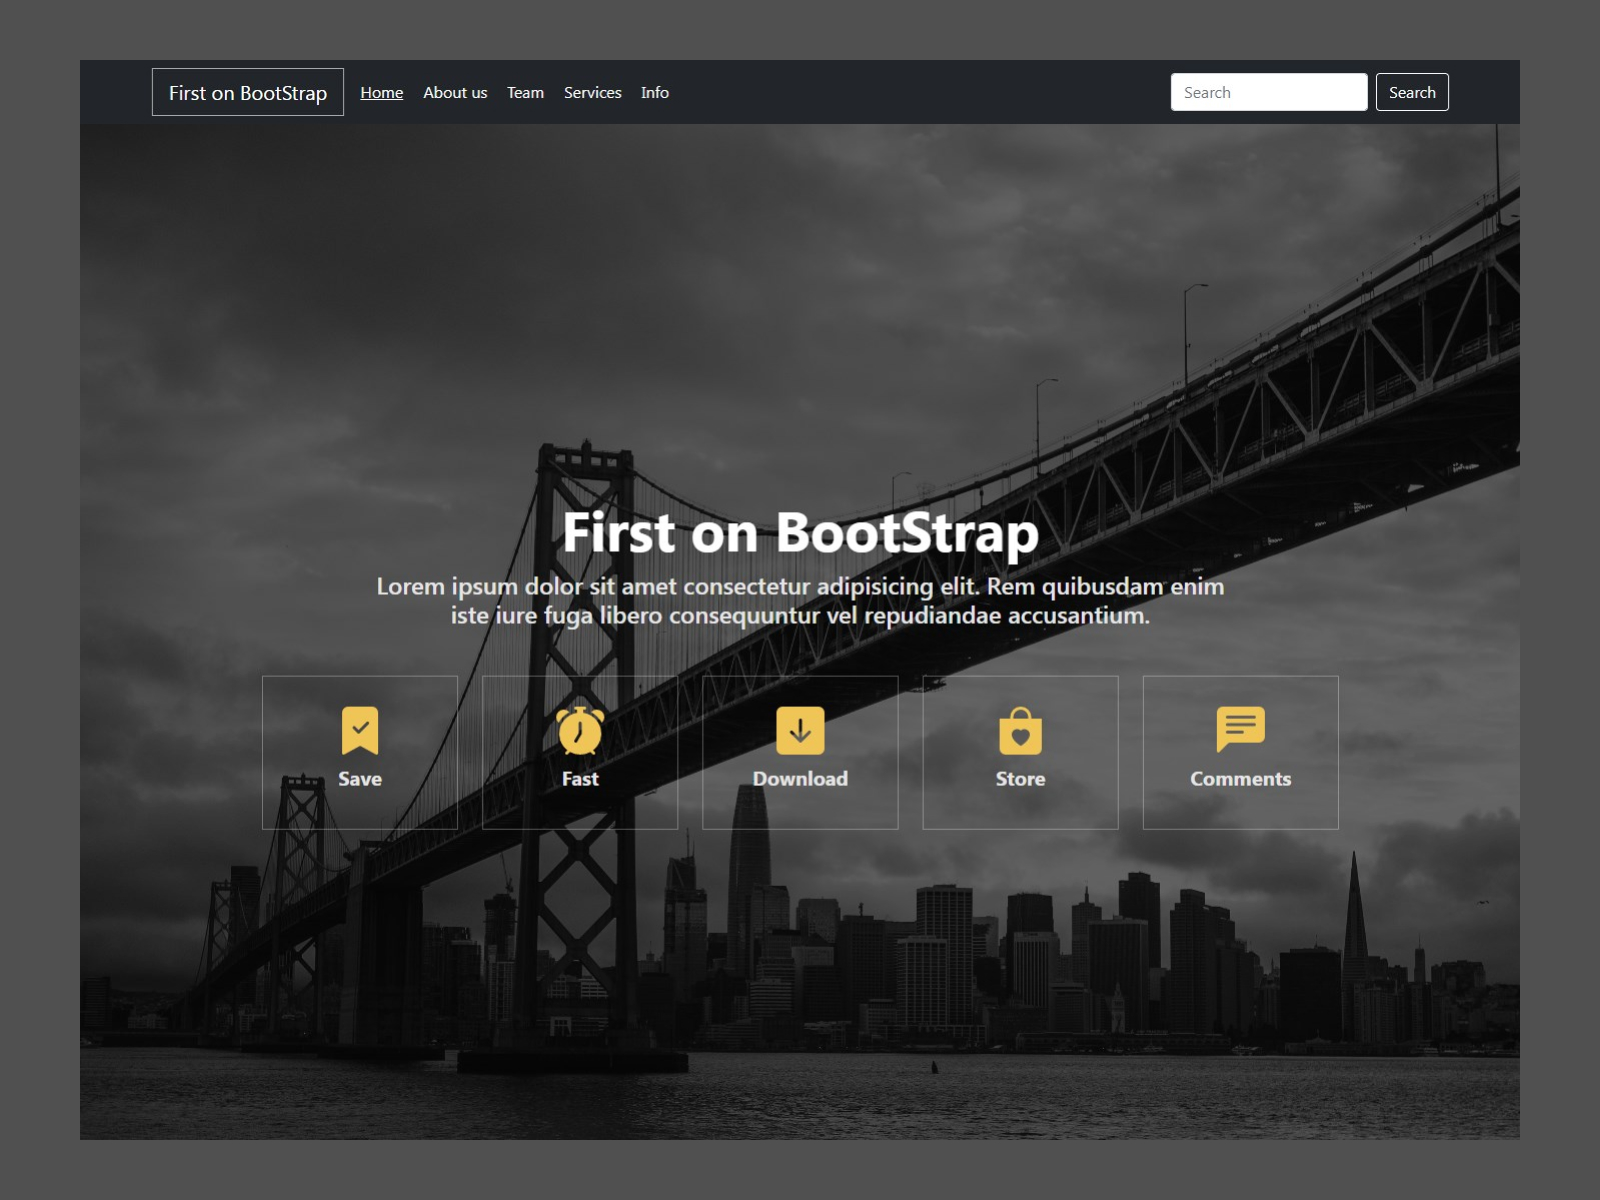 First on BootStrap
Home
About us
Team
Services
Info
Search
Search
First on BootStrap
Lorem ipsum dolor sit amet consectetur adipisicing elit. Rem quibusdam enim
iste iure fuga libero consequuntur vel repudiandae accusantium.
Save
Fast
Download
Store
Comments